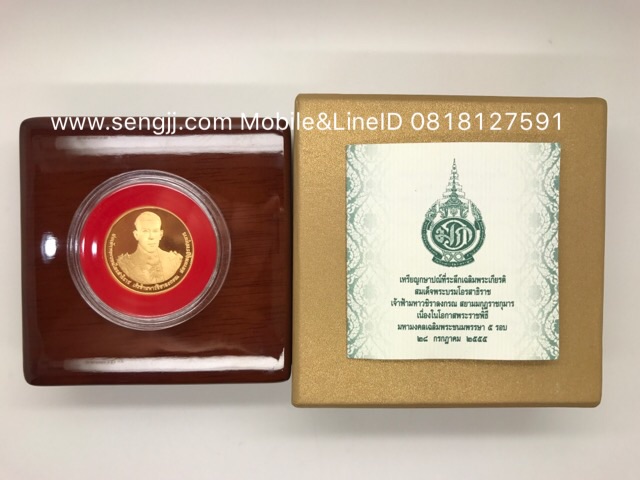 www.sengjj.com Mobile&LineID 0818127591
เหรียญกษาปณ์ที่ระลึกเฉลิมพระเกียรติ
สมเด็จพระบรมโอรสาธิราช
เจ้าฟ้ามหาวชิราลงกรณ สยามมกุฎราชกุมาร
เนื่องในโอกาสพระราชพิธี
มหามงคลเฉลิมพระชนมพรรษา ๕ รอบ
๒๘ กรกฎาคม ๒๕๕๕